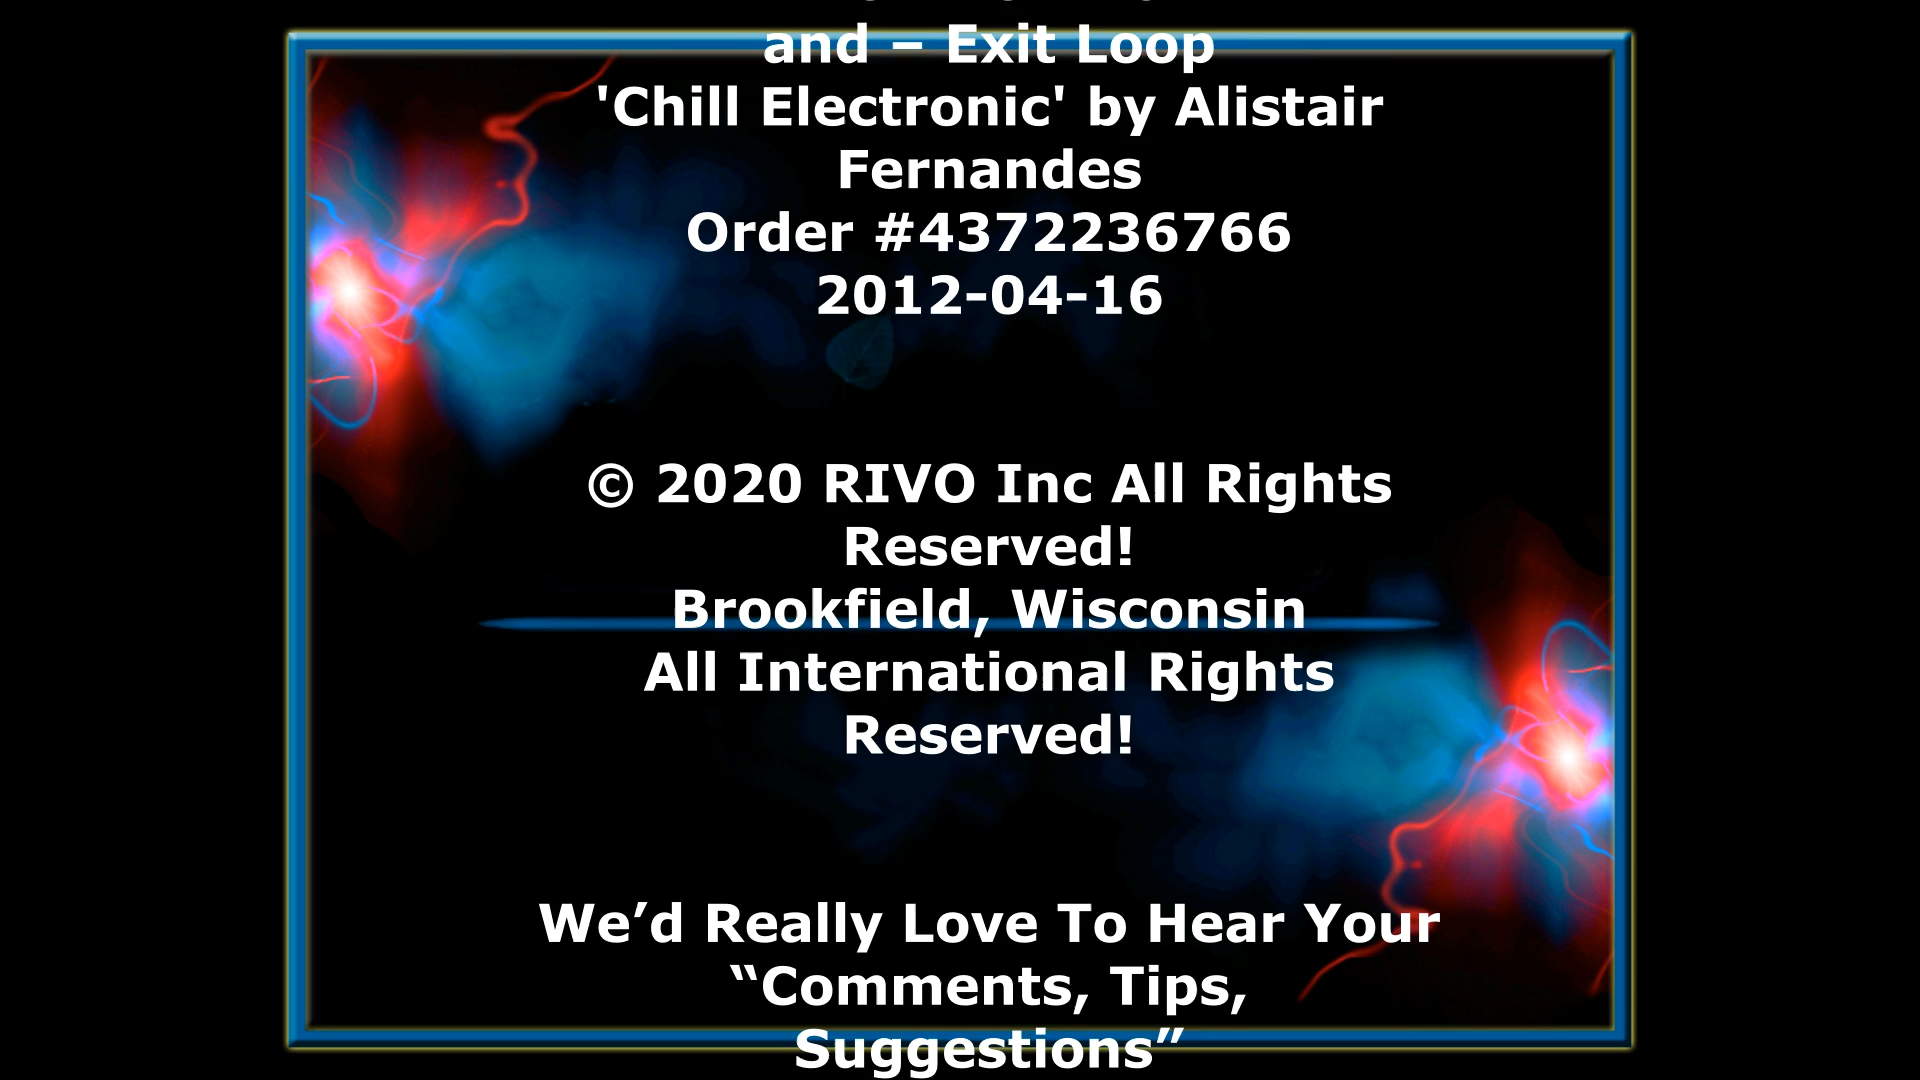 and – Exit Loop
'Chill Electronic' by Alistair
Fernandes
Order #4372236766
2012-04-16
© 2020 RIVO Inc All Rights
Reserved!
Brookfield, Wisconsin
All International Rights
Reserved!
We’d Really Love To Hear Your
“Comments, Tips,
Suggestions”